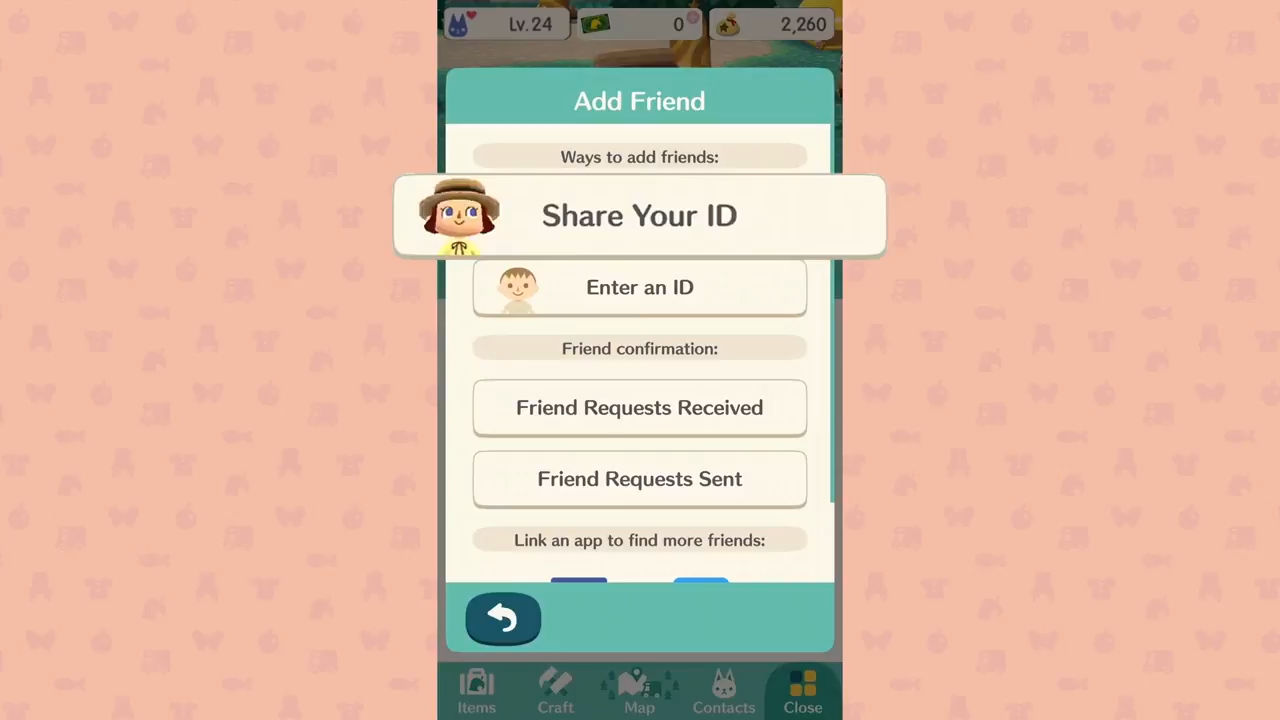 Lv.24
0
2,260
Add Friend
Ways to add friends:
Share Your ID
Enter an ID
Friend confirmation:
Friend Requests Received
Friend Requests Sent
Link an app to find more friends:
Items
Craft
Map
Contacts
Close